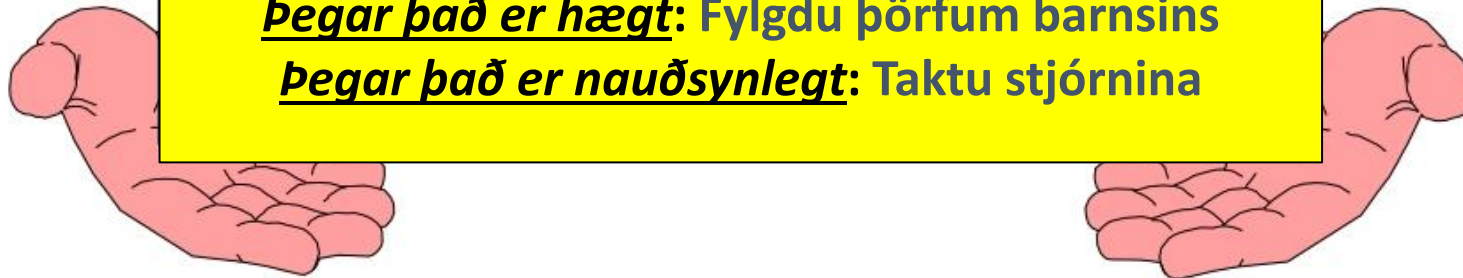 Þegar það er hægt: Fylgdu þörfum barnsins
Þegar það er nauðsynlegt: Taktu stjórnina